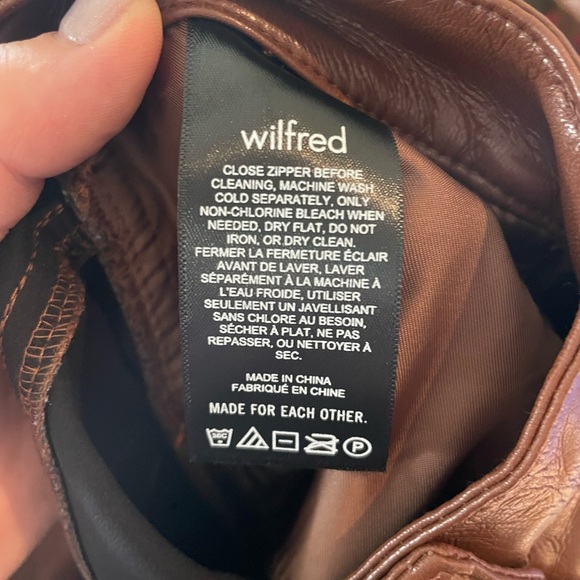 wilfred
CLOSE ZIPPER BEFORE
CLEANING, MACHINE WASH
COLD SEPARATELY, ONLY
NON-CHLORINE BLEACH WHEN
NEEDED, DRY FLAT, DO NOT
IRON, OR DRY CLEAN.
FERMER LA FERMETURE ÉCLAIR
AVANT DE LAVER, LAVER
SÉPARÉMENT À LA MACHINE À
L'EAU FROIDE, UTILISER
SEULEMENT UN JAVELLISANT
SANS CHLORE AU BESOIN,
SÉCHER À PLAT, NE PAS
REPASSER, OU NETTOYER À
SEC.
MADE IN CHINA
FABRIQUÉ EN CHINE
MADE FOR EACH OTHER.
30C P